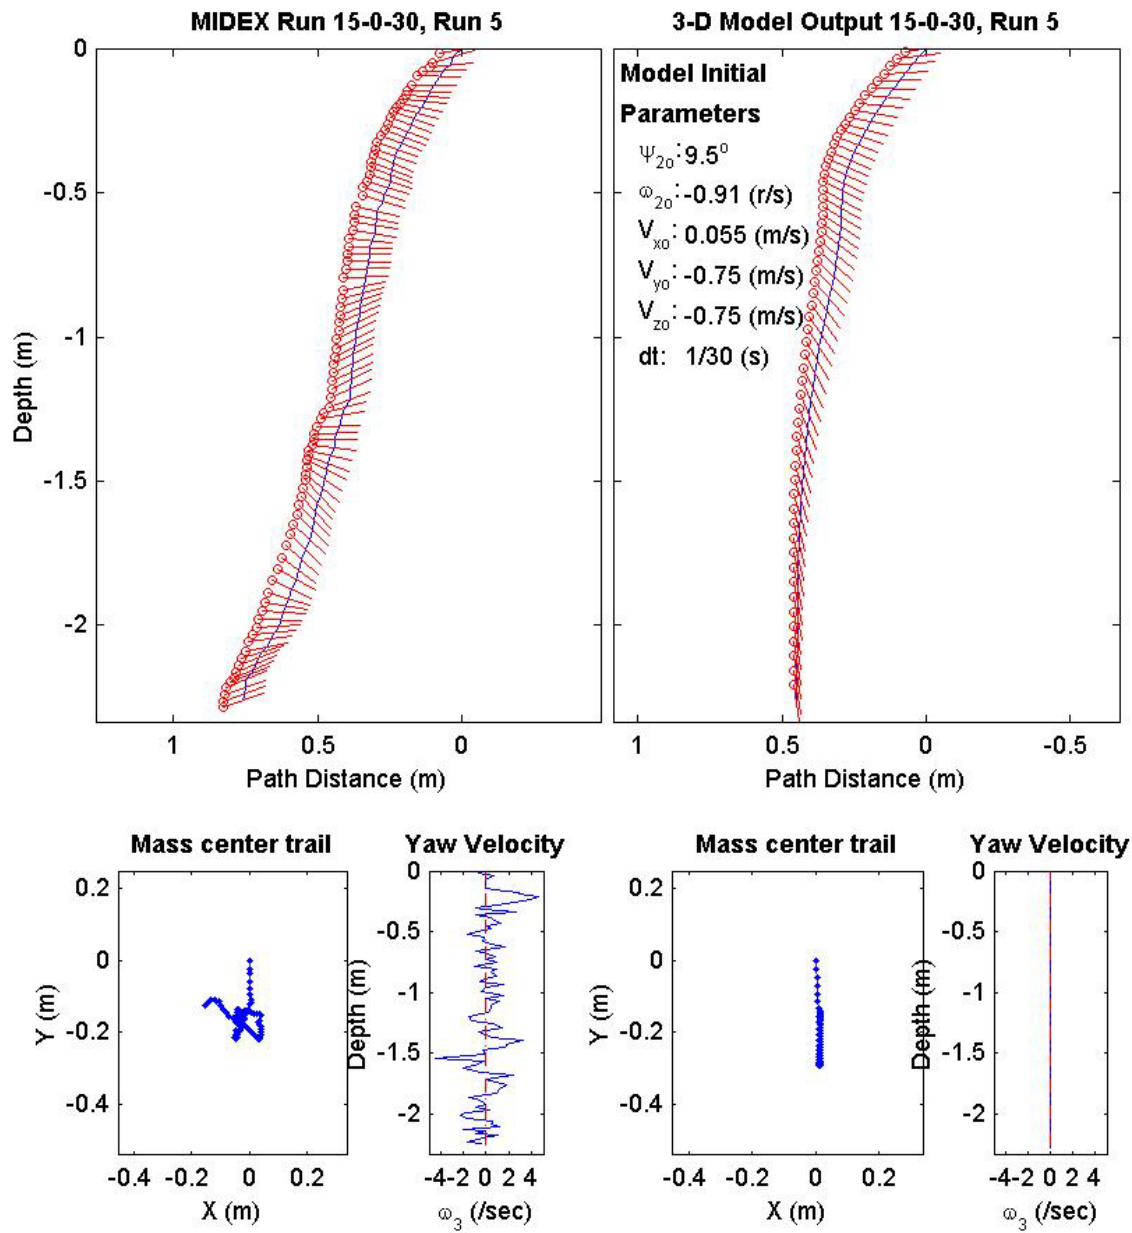 MIDEX Run 15-0-30, Run 5
0
-0.5
-1
-1.5
-2
Depth (m)
1 0.5 0
Path Distance (m)
3-D Model Output 15-0-30, Run 5
Model Initial
Parameters
Ψ2o: 9.5o
ω2o: -0.91 (r/s)
Vxo: 0.055 (m/s)
Vyo: -0.75 (m/s)
Vzo: -0.75 (m/s)
dt: 1/30 (s)
1 0.5 0 -0.5
Path Distance (m)
Mass center trail
0.2
0
-0.2
-0.4
Y (m)
-0.4 -0.2 0 0.2
X (m)
Yaw Velocity
0
-0.5
-1
-1.5
-2
Depth (m)
-4-2 0 2 4
ω3 (/sec)
Mass center trail
0.2
0
-0.2
-0.4
Y (m)
-0.4 -0.2 0 0.2
X (m)
Yaw Velocity
0
-0.5
-1
-1.5
-2
Depth (m)
-4-2 0 2 4
ω3 (/sec)